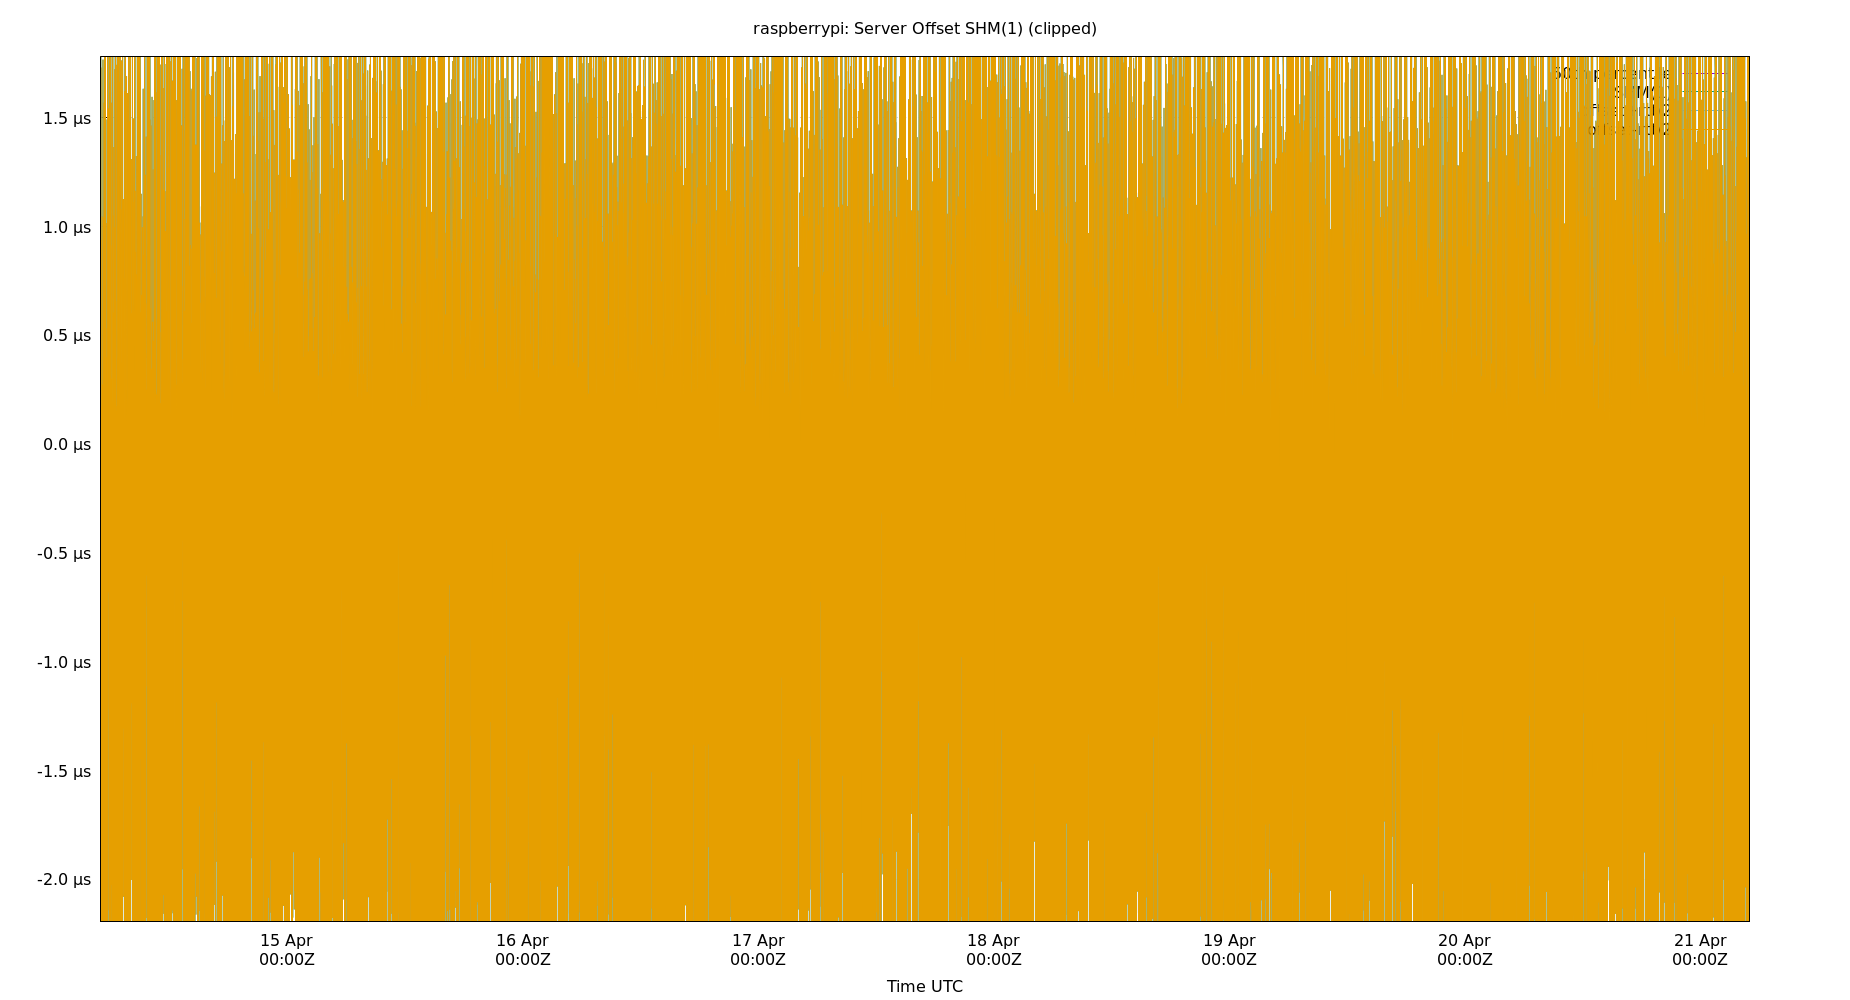 raspberrypi: Server Offset SHM(1) (clipped)
1.5 µs
1.0 µs
0.5 µs
0.0 µs
-0.5 µs
-1.0 µs
-1.5 µs
-2.0 µs
15 Apr 16 Apr 17 Apr 18 Apr 19 Apr 20 Apr 21 Apr
00:00Z 00:00Z 00:00Z 00:00Z 00:00Z 00:00Z 00:00Z
Time UTC